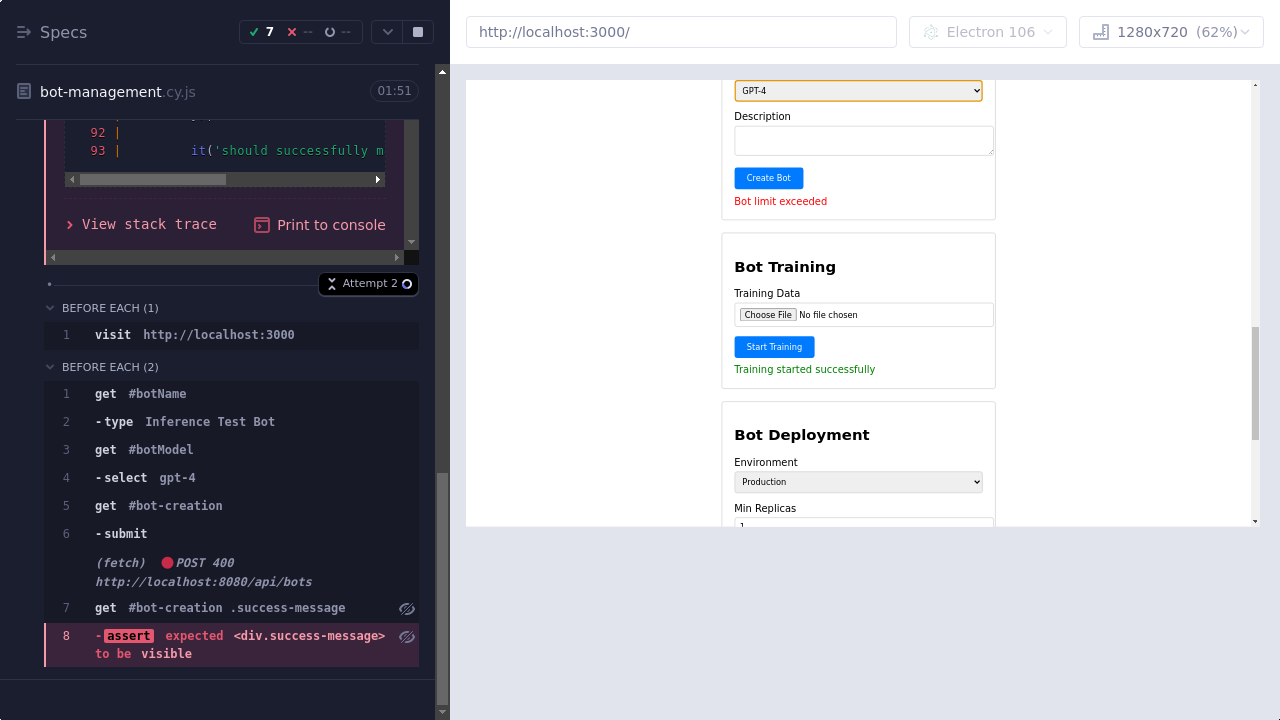 Specs
7
--
--
bot-management.cy.js
01:51
92 |
93 | it('should successfully m
View stack trace
Print to console
Attempt 2
BEFORE EACH (1)
1 visit http://localhost:3000
BEFORE EACH (2)
1 get #botName
2 -type Inference Test Bot
3 get #botModel
4 -select gpt-4
5 get #bot-creation
6 -submit
(fetch) POST 400
http://localhost:8080/api/bots
7 get #bot-creation .success-message
8 -assert expected <div.success-message>
to be visible
http://localhost:3000/
Electron 106
1280x720 (62%)
GPT-4
Description
Create Bot
Bot limit exceeded
Bot Training
Training Data
Choose File No file chosen
Start Training
Training started successfully
Bot Deployment
Environment
Production
Min Replicas
1